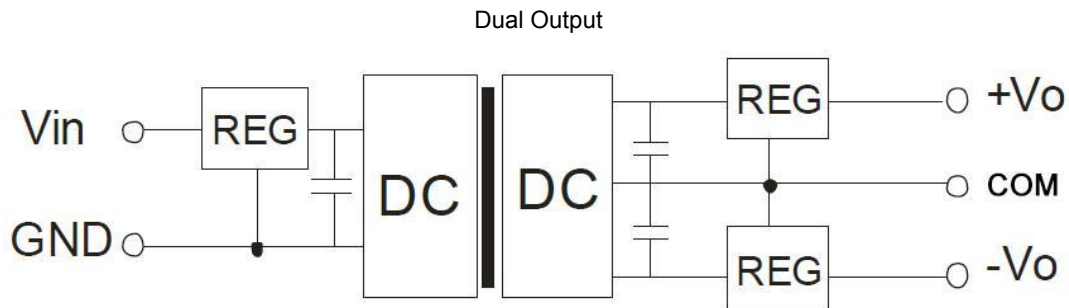 Dual Output
Vin
REG
GND
DC
DC
REG
+Vo
COM
REG
-Vo